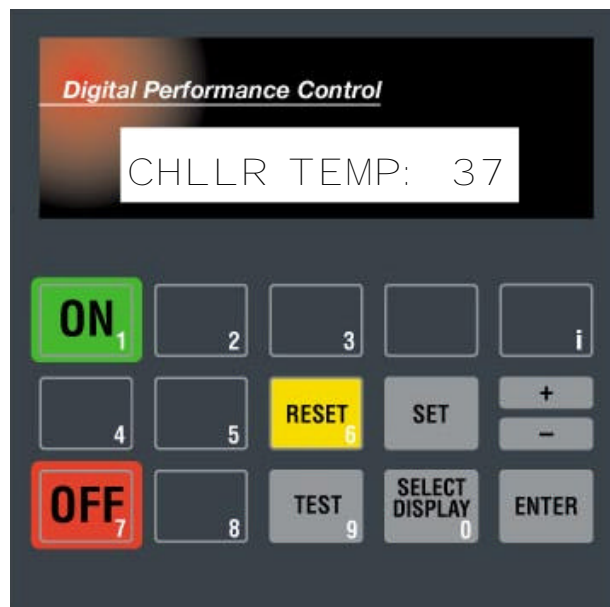 Digital Performance Control
CHLLR TEMP: 37
ON 1
2
3
i
4
5
RESET 6
SET
+
−
OFF 7
8
TEST 9
SELECT
DISPLAY 0
ENTER